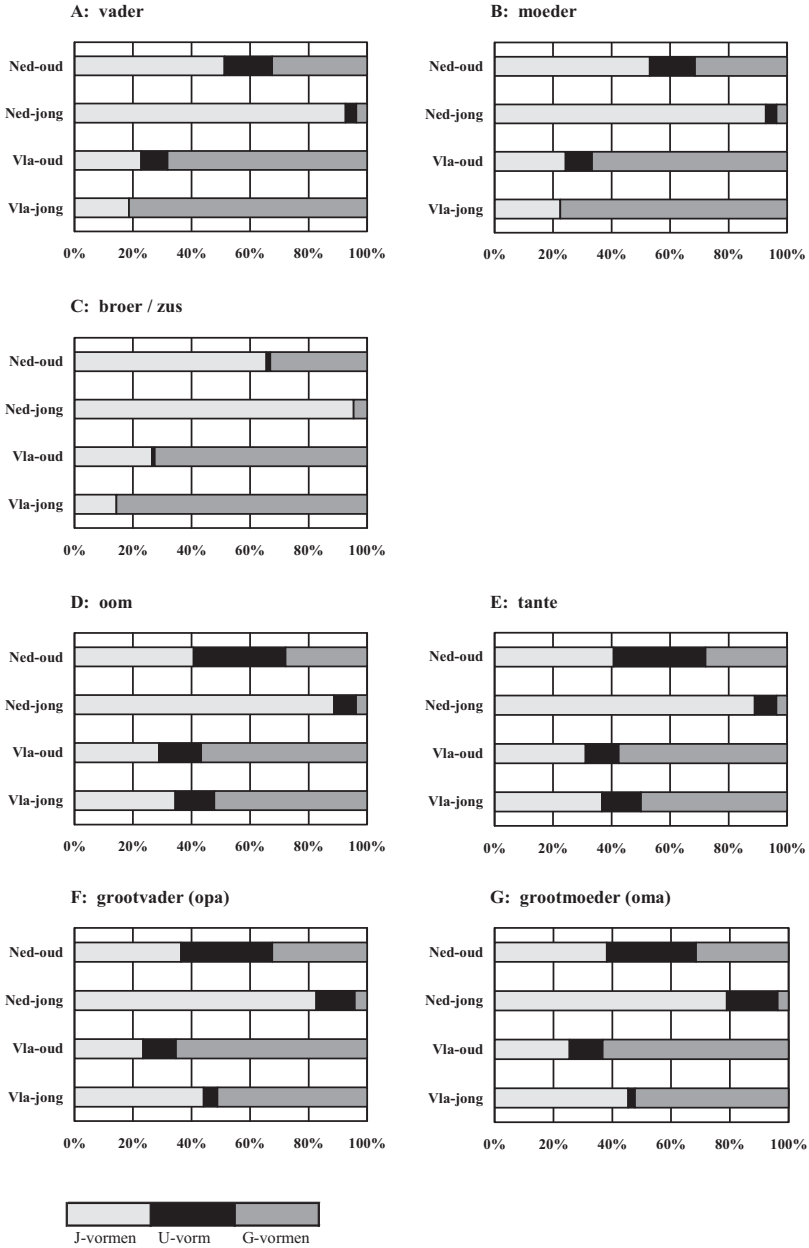 A: vader
Ned-oud
Ned-jong
Vla-oud
Vla-jong
0% 20% 40% 60% 80% 100%
B: moeder
Ned-oud
Ned-jong
Vla-oud
Vla-jong
0% 20% 40% 60% 80% 100%
C: broer / zus
Ned-oud
Ned-jong
Vla-oud
Vla-jong
0% 20% 40% 60% 80% 100%
D: oom
Ned-oud
Ned-jong
Vla-oud
Vla-jong
0% 20% 40% 60% 80% 100%
E: tante
Ned-oud
Ned-jong
Vla-oud
Vla-jong
0% 20% 40% 60% 80% 100%
F: grootvader (opa)
Ned-oud
Ned-jong
Vla-oud
Vla-jong
0% 20% 40% 60% 80% 100%
G: grootmoeder (oma)
Ned-oud
Ned-jong
Vla-oud
Vla-jong
0% 20% 40% 60% 80% 100%
J-vormen U-vorm G-vormen